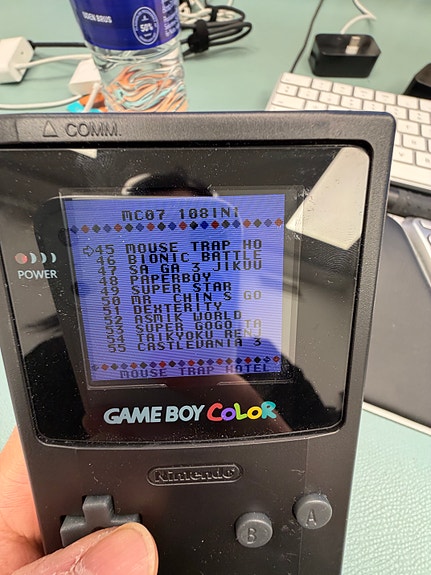 50%
△ COMM.
MC07 108IN1
⇨45 MOUSE TRAP HO
46 BIONIC BATTLE
47 SA GA 3 JIKUU
48 PAPERBOY
49 SUPER STAR
50 MR CHIN S GO
51 DEXTERITY
52 ASMIK WORLD
53 SUPER GOGO TA
54 TAIKYOKU RENJ
55 CASTLEVANIA 3
MOUSE TRAP HOTEL
POWER
GAME BOY COLOR
Nintendo
B
A